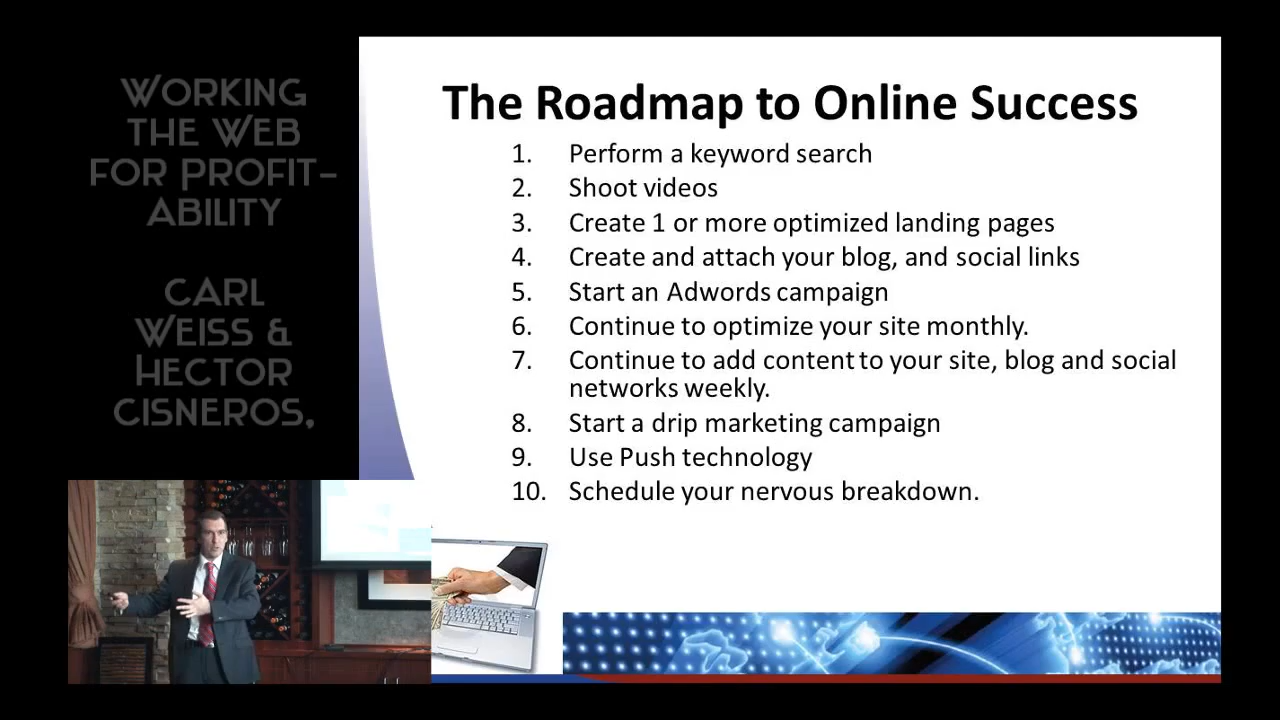 WORKING
THE WEB
FOR PROFIT-
ABILITY
CARL
WEISS &
HECTOR
CISNEROS,
The Roadmap to Online Success
1. Perform a keyword search
2. Shoot videos
3. Create 1 or more optimized landing pages
4. Create and attach your blog, and social links
5. Start an Adwords campaign
6. Continue to optimize your site monthly.
7. Continue to add content to your site, blog and social
networks weekly.
8. Start a drip marketing campaign
9. Use Push technology
10. Schedule your nervous breakdown.